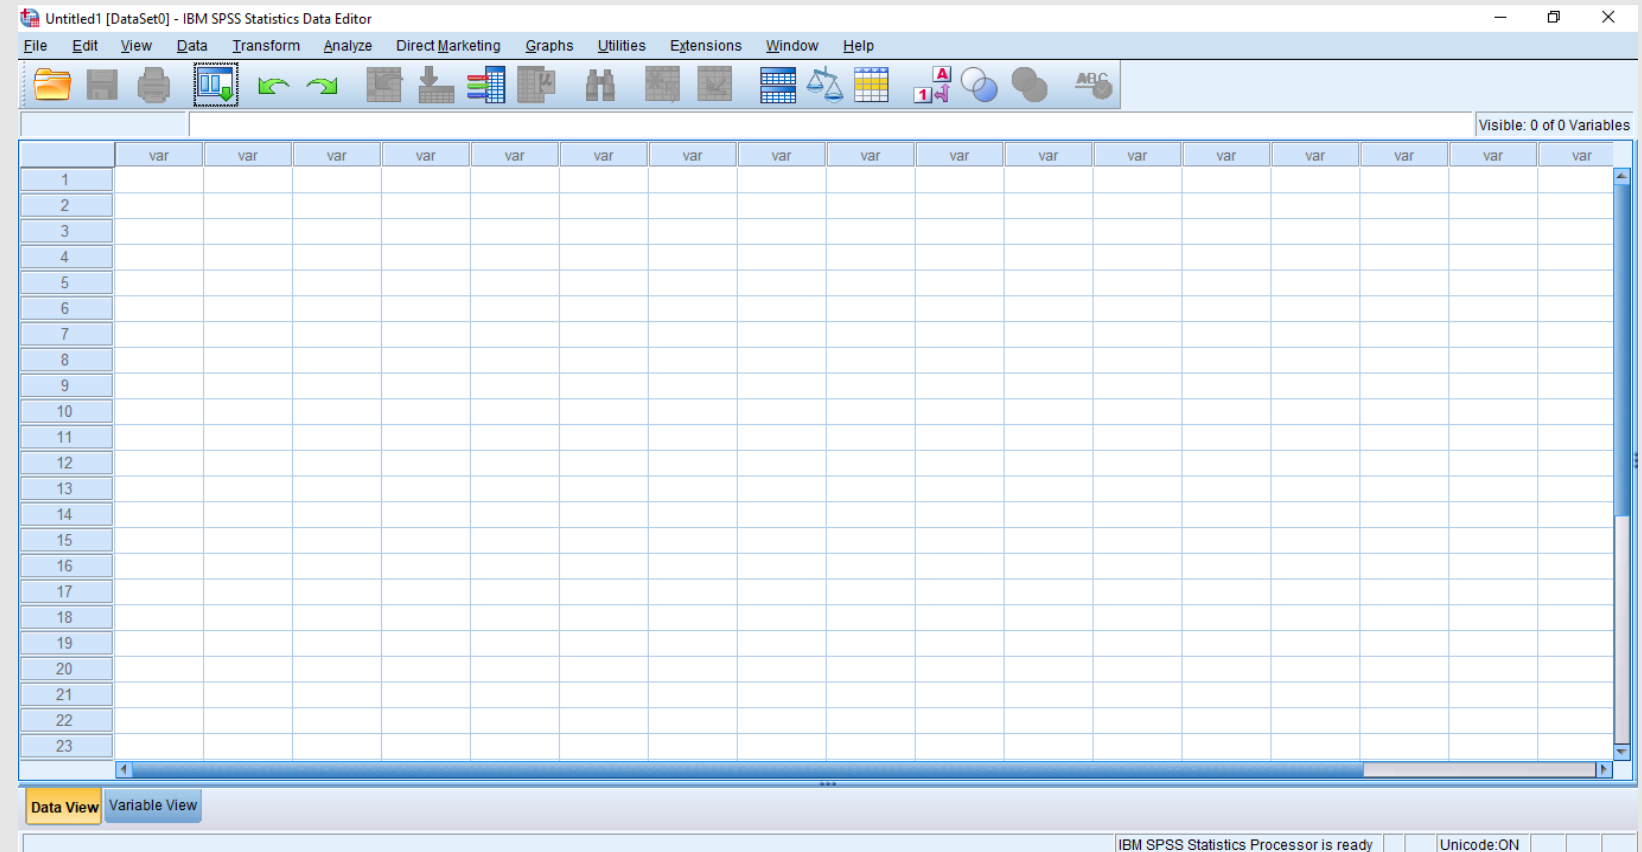 Untitled1 [DataSet0] - IBM SPSS Statistics Data Editor
File Edit View Data Transform Analyze Direct Marketing Graphs Utilities Extensions Window Help
A
1
μ
ABC
Visible: 0 of 0 Variables
var var var var var var var var var var var var var var var var var
1
2
3
4
5
6
7
8
9
10
11
12
13
14
15
16
17
18
19
20
21
22
23
Data View Variable View
IBM SPSS Statistics Processor is ready Unicode:ON